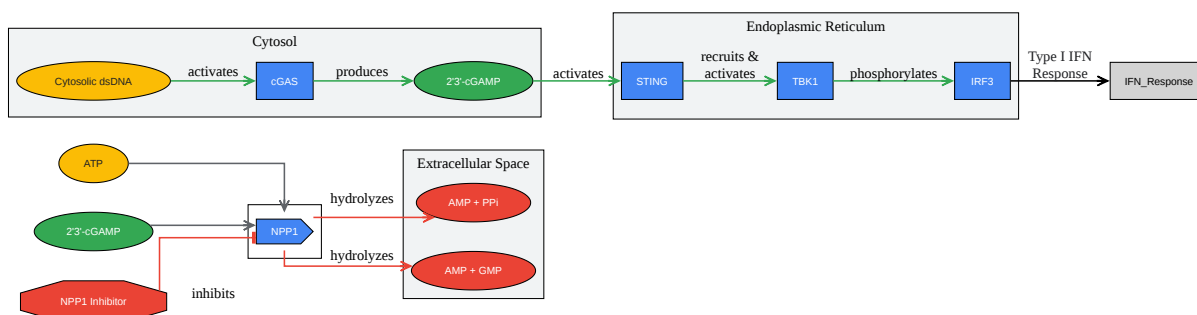 Cytosol
Endoplasmic Reticulum
Cytosolic dsDNA
activates
cGAS
produces
2'3'-cGAMP
activates
STING
recruits &
activates
TBK1
phosphorylates
IRF3
Type I IFN
Response
IFN_Response
ATP
Extracellular Space
hydrolyzes
AMP + PPi
2'3'-cGAMP
NPP1
hydrolyzes
AMP + GMP
NPP1 Inhibitor
inhibits